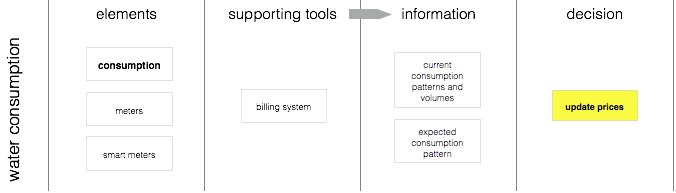 elements
supporting tools
information
decision
water consumption
consumption
meters
smart meters
billing system
current
consumption
patterns and
volumes
expected
consumption
pattern
update prices